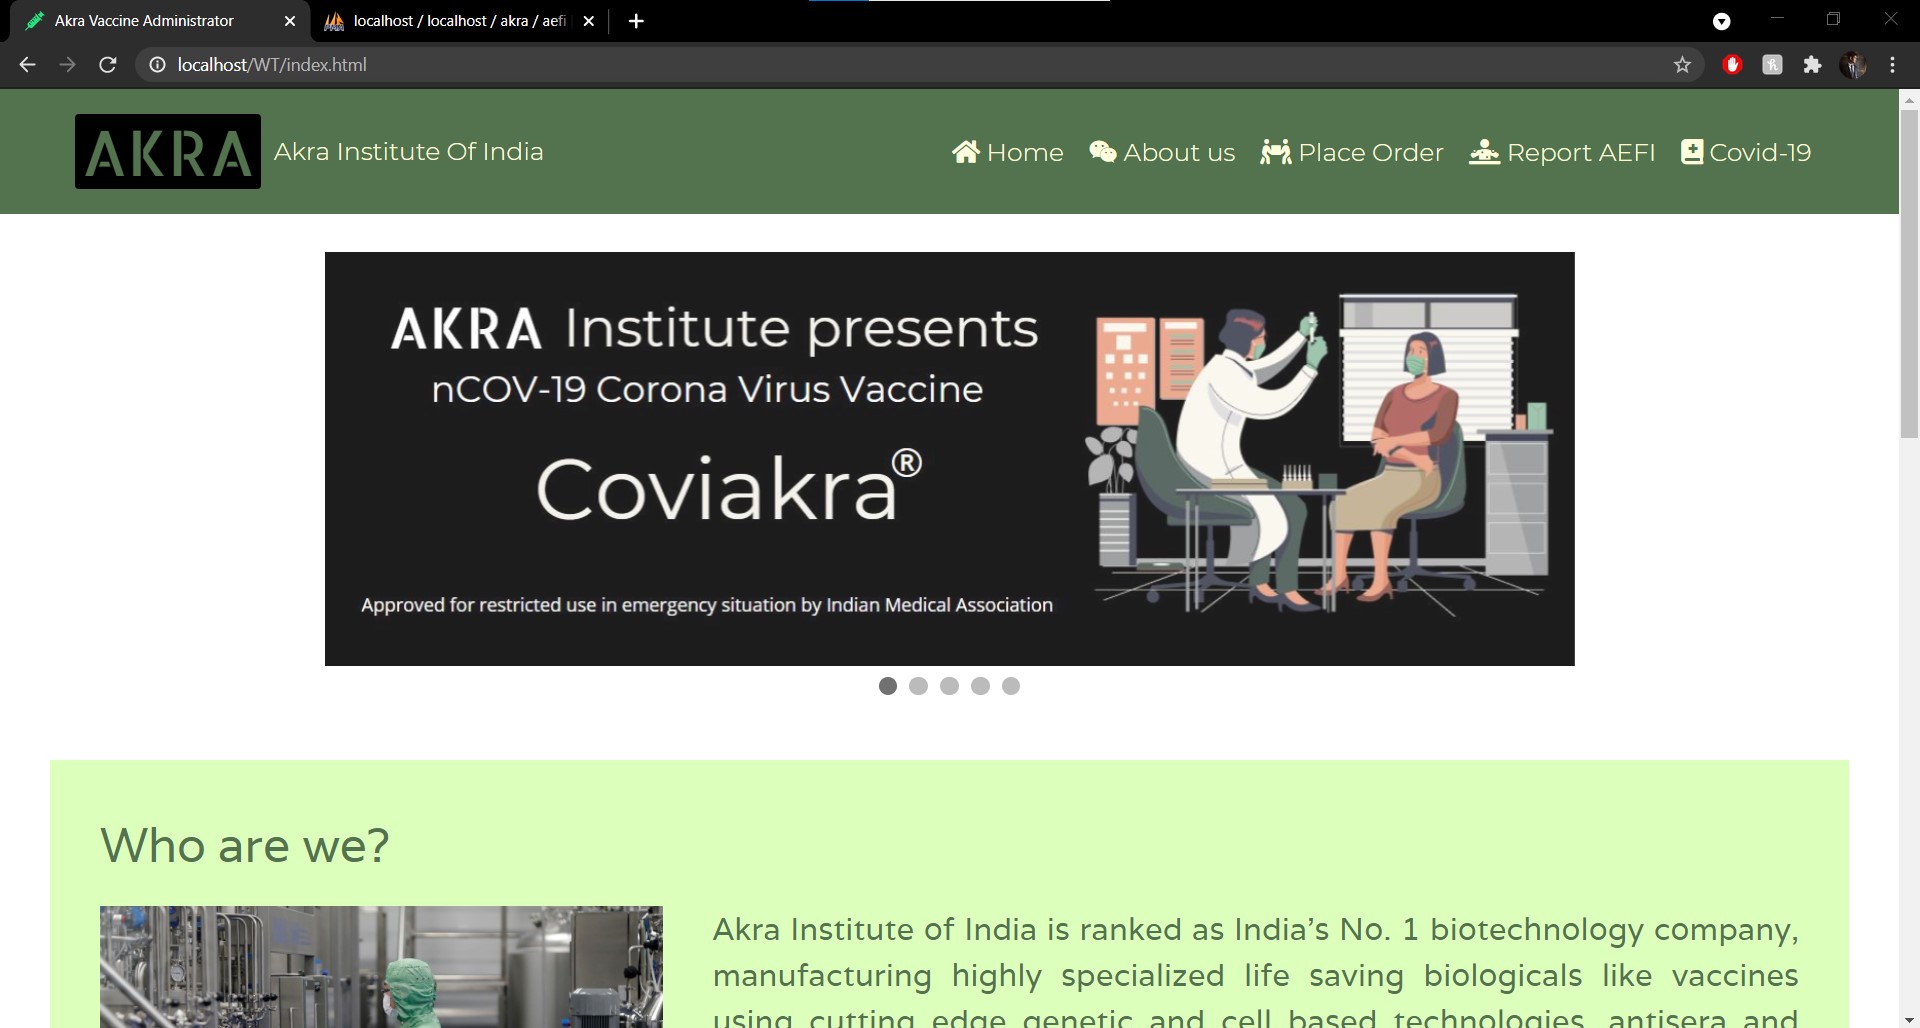 Akra Vaccine Administrator
localhost / localhost / akra / aefi
localhost/WT/index.html
AKRA Akra Institute Of India
Home About us Place Order Report AEFI Covid-19
AKRA Institute presents
nCOV-19 Corona Virus Vaccine
Coviakra®
Approved for restricted use in emergency situation by Indian Medical Association
Who are we?
Akra Institute of India is ranked as India's No. 1 biotechnology company,
manufacturing highly specialized life saving biologicals like vaccines
using cutting edge genetic and cell based technologies, antisera and